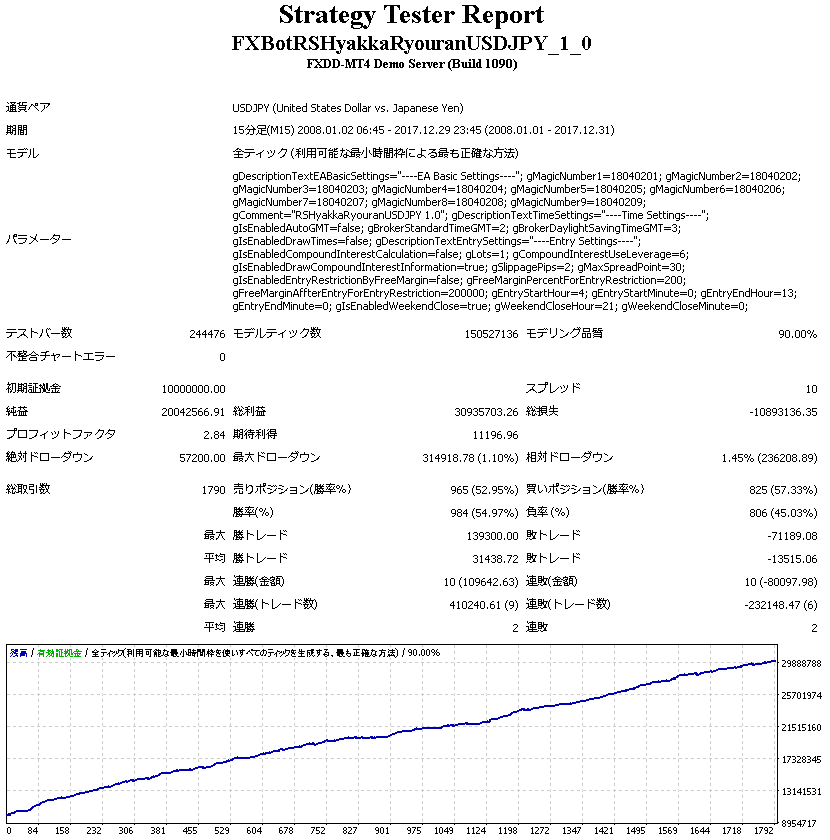 Strategy Tester Report
FXBotRSHyakkaRyouranUSDJPY_1_0
FXDD-MT4 Demo Server (Build 1090)
通貨ペア USDJPY (United States Dollar vs. Japanese Yen)
期間 15分足(M15) 2008.01.02 06:45 - 2017.12.29 23:45 (2008.01.01 - 2017.12.31)
モデル 全ティック (利用可能な最小時間枠による最も正確な方法)
パラメーター
gDescriptionTextEABasicSettings="----EA Basic Settings----"; gMagicNumber1=18040201; gMagicNumber2=18040202;
gMagicNumber3=18040203; gMagicNumber4=18040204; gMagicNumber5=18040205; gMagicNumber6=18040206;
gMagicNumber7=18040207; gMagicNumber8=18040208; gMagicNumber9=18040209;
gComment="RSHyakkaRyouranUSDJPY 1.0"; gDescriptionTextTimeSettings="----Time Settings----";
gIsEnabledAutoGMT=false; gBrokerStandardTimeGMT=2; gBrokerDaylightSavingTimeGMT=3;
gIsEnabledDrawTimes=false; gDescriptionTextEntrySettings="----Entry Settings----";
gIsEnabledCompoundInterestCalculation=false; gLots=1; gCompoundInterestUseLeverage=6;
gIsEnabledDrawCompoundInterestInformation=true; gSlippagePips=2; gMaxSpreadPoint=30;
gIsEnabledEntryRestrictionByFreeMargin=false; gFreeMarginPercentForEntryRestriction=200;
gFreeMarginAffterEntryForEntryRestriction=200000; gEntryStartHour=4; gEntryStartMinute=0; gEntryEndHour=13;
gEntryEndMinute=0; gIsEnabledWeekendClose=true; gWeekendCloseHour=21; gWeekendCloseMinute=0;
テストバー数 244476 モデルティック数 150527136 モデリング品質 90.00%
不整合チャートエラー 0
初期証拠金 10000000.00 スプレッド 10
純益 20042566.91 総利益 30935703.26 総損失 -10893136.35
プロフィットファクタ 2.84 期待利得 11196.96
絶対ドローダウン 57200.00 最大ドローダウン 314918.78 (1.10%) 相対ドローダウン 1.45% (236208.89)
総取引数 1790 売りポジション(勝率%) 965 (52.95%) 買いポジション(勝率%) 825 (57.33%)
勝率(%) 984 (54.97%) 負率 (%) 806 (45.03%)
最大 勝トレード 139300.00 敗トレード -71189.08
平均 勝トレード 31438.72 敗トレード -13515.06
最大 連勝(金額) 10 (109642.63) 連敗(金額) 10 (-80097.98)
最大 連勝(トレード数) 410240.61 (9) 連敗(トレード数) -232148.47 (6)
平均 連勝 2 連敗 2
残高 / 有効証拠金 / 全ティック(利用可能な最小時間枠を使いすべてのティックを生成する、最も正確な方法) / 90.00%
29888788
25701974
21515160
17328345
13141531
8954717
0 84 158 232 306 381 455 529 604 678 752 827 901 975 1049 1124 1198 1272 1347 1421 1495 1569 1644 1718 1792